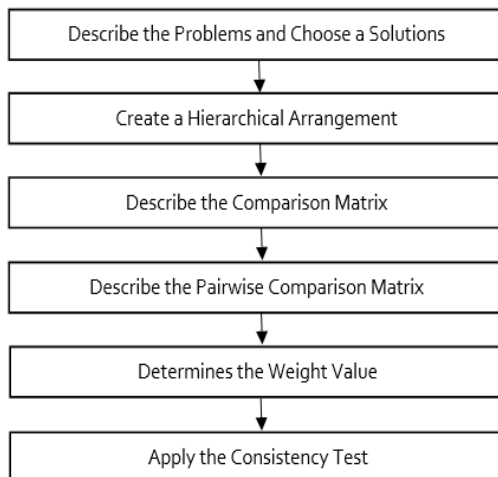 Describe the Problems and Choose a Solutions
Create a Hierarchical Arrangement
Describe the Comparison Matrix
Describe the Pairwise Comparison Matrix
Determines the Weight Value
Apply the Consistency Test